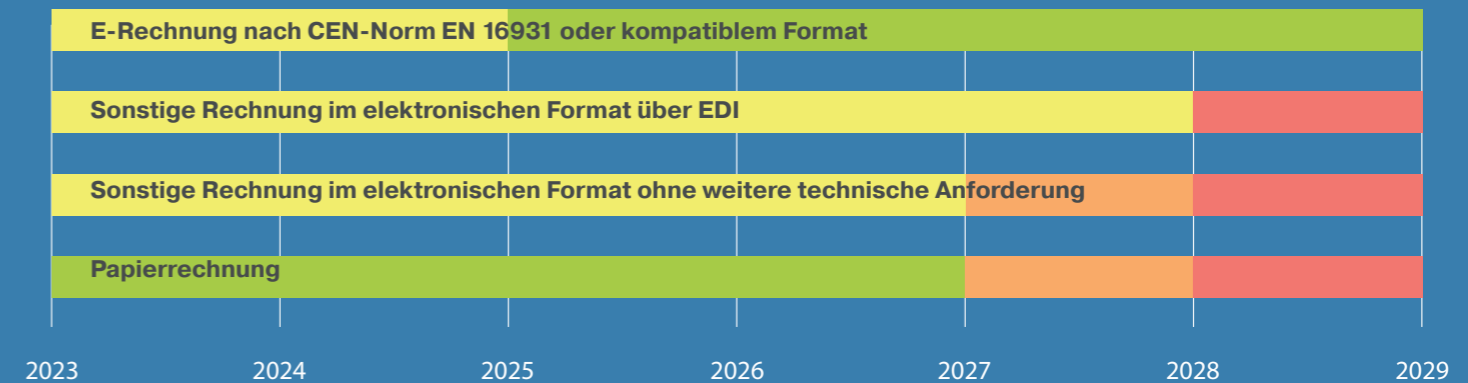 E-Rechnung nach CEN-Norm EN 16931 oder kompatiblem Format
Sonstige Rechnung im elektronischen Format über EDI
Sonstige Rechnung im elektronischen Format ohne weitere technische Anforderung
Papierrechnung
2023 2024 2025 2026 2027 2028 2029